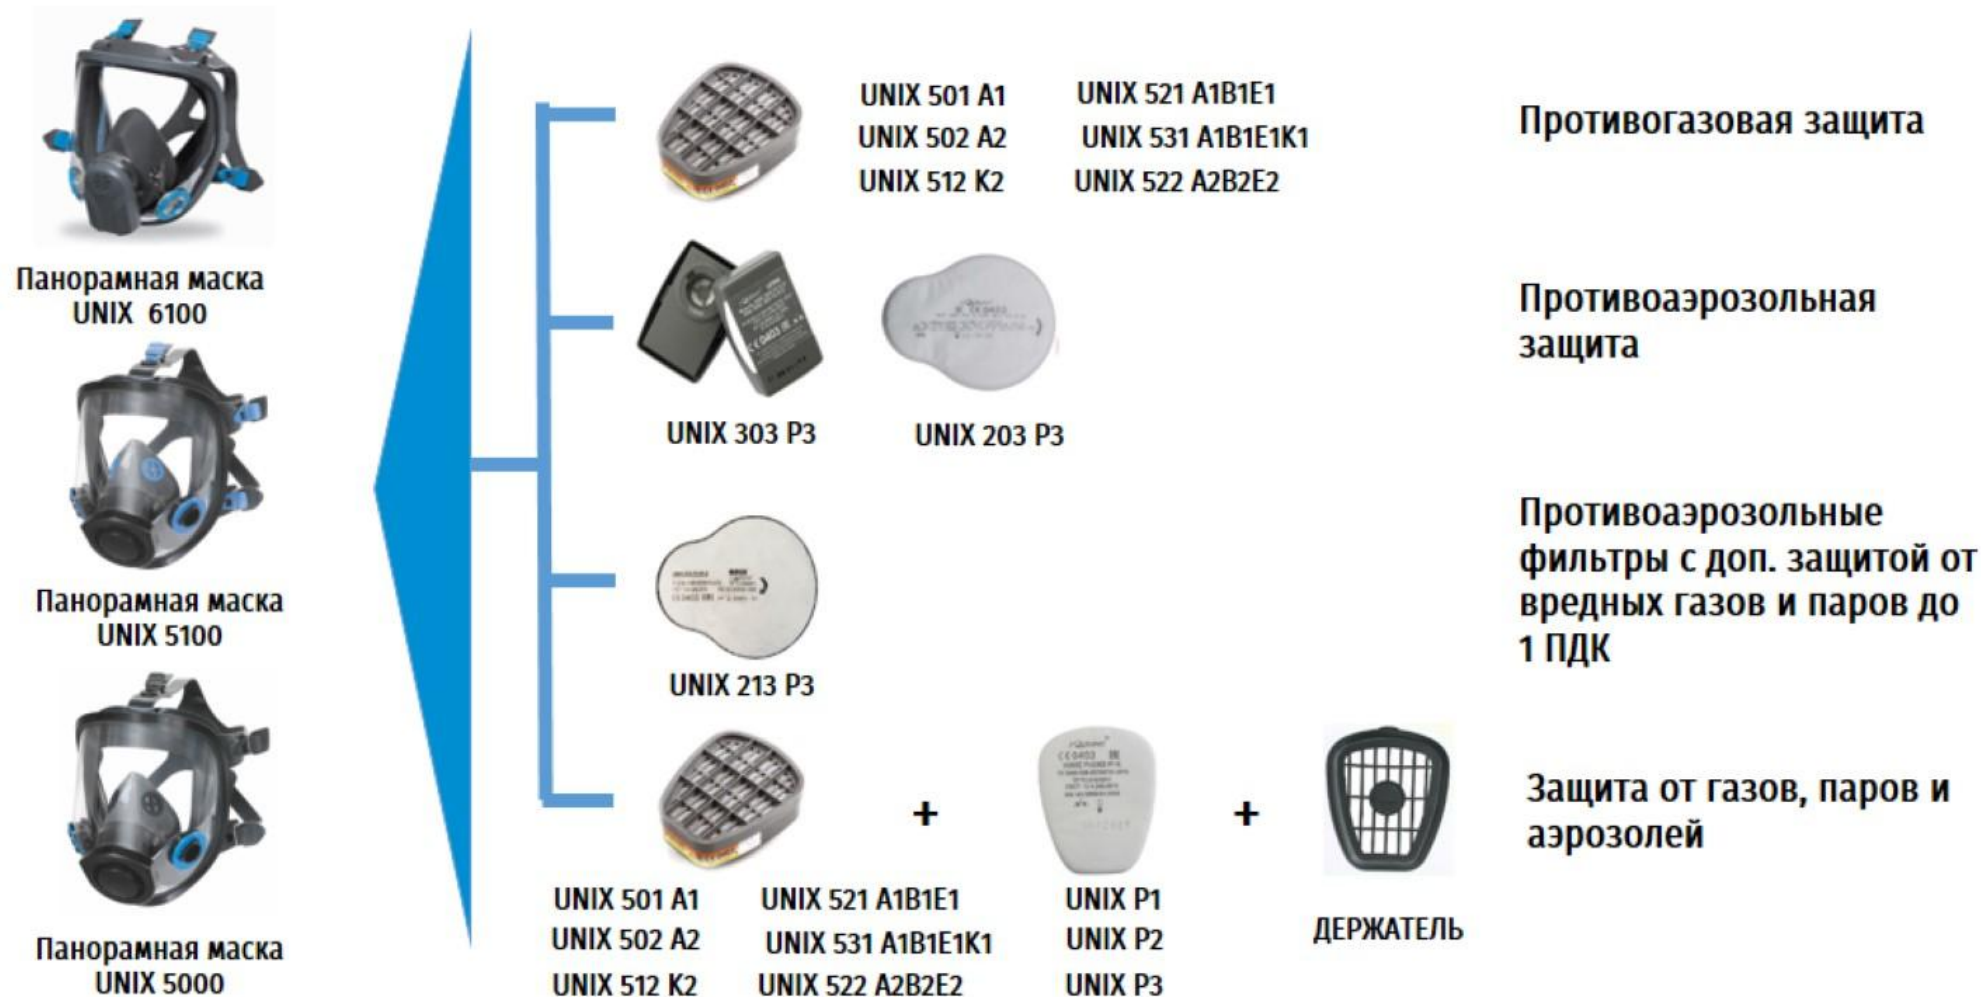 Панорамная маска
UNIX 6100
Панорамная маска
UNIX 5100
Панорамная маска
UNIX 5000
UNIX 501 A1
UNIX 521 A1B1E1
UNIX 502 A2
UNIX 531 A1B1E1K1
UNIX 512 K2
UNIX 522 A2B2E2
Противогазовая защита
UNIX 303 P3
UNIX 203 P3
Противоаэрозольная
защита
UNIX 213 P3
Противоаэрозольные
фильтры с доп. защитой от
вредных газов и паров до
1 ПДК
+
+
UNIX 501 A1
UNIX 521 A1B1E1
UNIX 502 A2
UNIX 531 A1B1E1K1
UNIX 512 K2
UNIX 522 A2B2E2
UNIX P1
UNIX P2
UNIX P3
ДЕРЖАТЕЛЬ
Защита от газов, паров и
аэрозолей